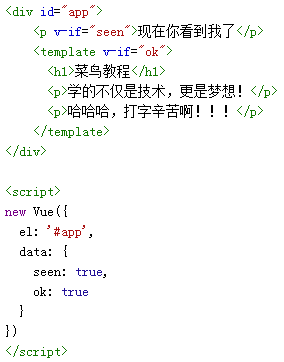 <div id="app">
    <p v-if="seen">现在你看到我了</p>
    <template v-if="ok">
      <h1>菜鸟教程</h1>
      <p>学的不仅是技术，更是梦想！</p>
      <p>哈哈哈，打字辛苦啊！！！</p>
    </template>
</div>

<script>
new Vue({
  el: '#app',
  data: {
    seen: true,
    ok: true
  }
})
</script>